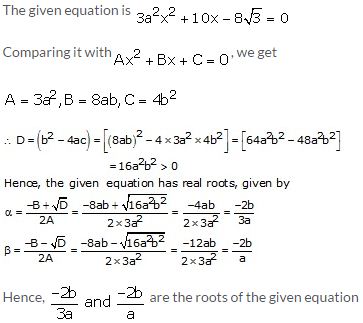 The given equation is 3a²x² + 10x − 8√3 = 0
Comparing it with Ax² + Bx + C = 0, we get
A = 3a², B = 8ab, C = 4b²
∴ D = (b² − 4ac) = [(8ab)² − 4 × 3a² × 4b²] = [64a²b² − 48a²b²]
= 16a²b² > 0
Hence, the given equation has real roots, given by
α = (−B + √D)/2A = (−8ab + √16a²b²)/(2 × 3a²) = −4ab/(2 × 3a²) = −2b/3a
β = (−B − √D)/2A = (−8ab − √16a²b²)/(2 × 3a²) = −12ab/(2 × 3a²) = −2b/a
Hence, −2b/3a and −2b/a are the roots of the given equation